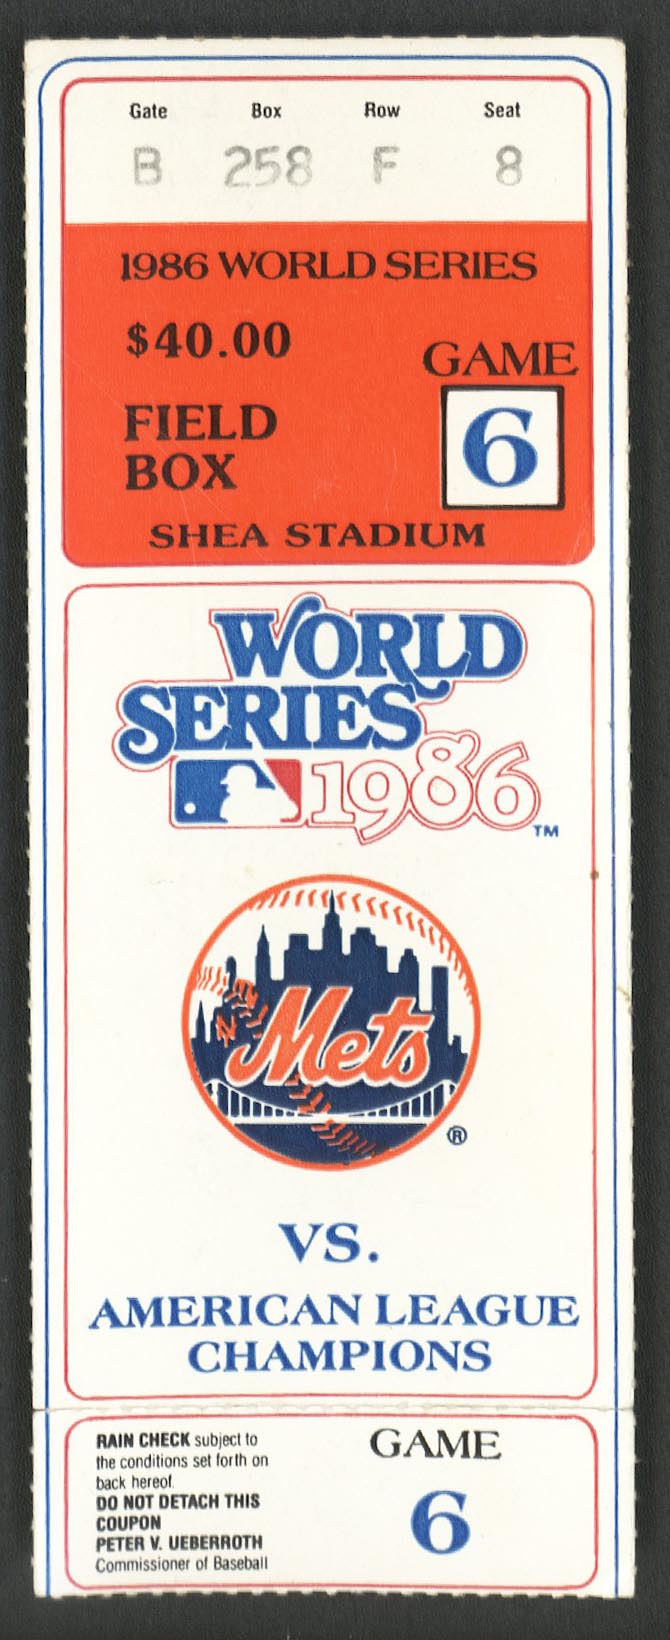 Gate Box Row Seat
B 258 F 8
1986 WORLD SERIES
$40.00
GAME
6
FIELD
BOX
SHEA STADIUM
WORLD
SERIES
1986 ™
Mets
NY
®
VS.
AMERICAN LEAGUE
CHAMPIONS
RAIN CHECK subject to
the conditions set forth on
back hereof.
DO NOT DETACH THIS
COUPON
PETER V. UEBERROTH
Commissioner of Baseball
GAME
6